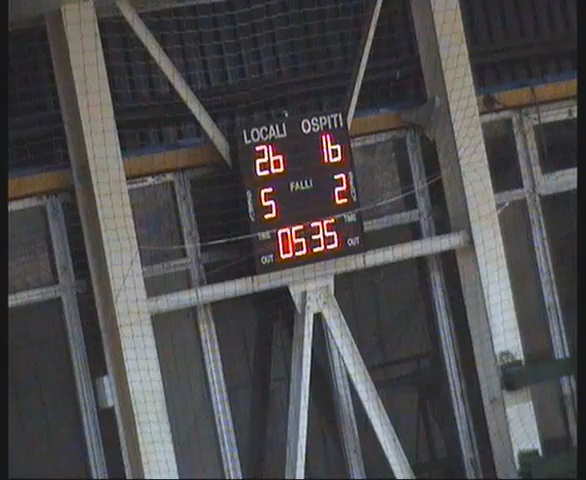 LOCALI OSPITI
26 16
FALLI
5 2
TIME TIME
OUT 05 35 OUT